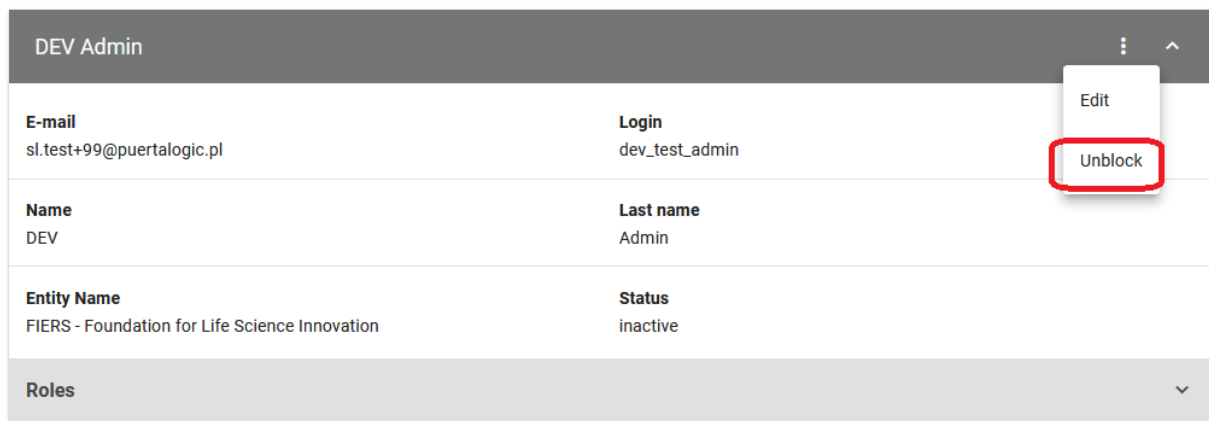 DEV Admin
Edit
Unblock
E-mail
sl.test+99@puertalogic.pl
Login
dev_test_admin
Name
DEV
Last name
Admin
Entity Name
FIERS - Foundation for Life Science Innovation
Status
inactive
Roles